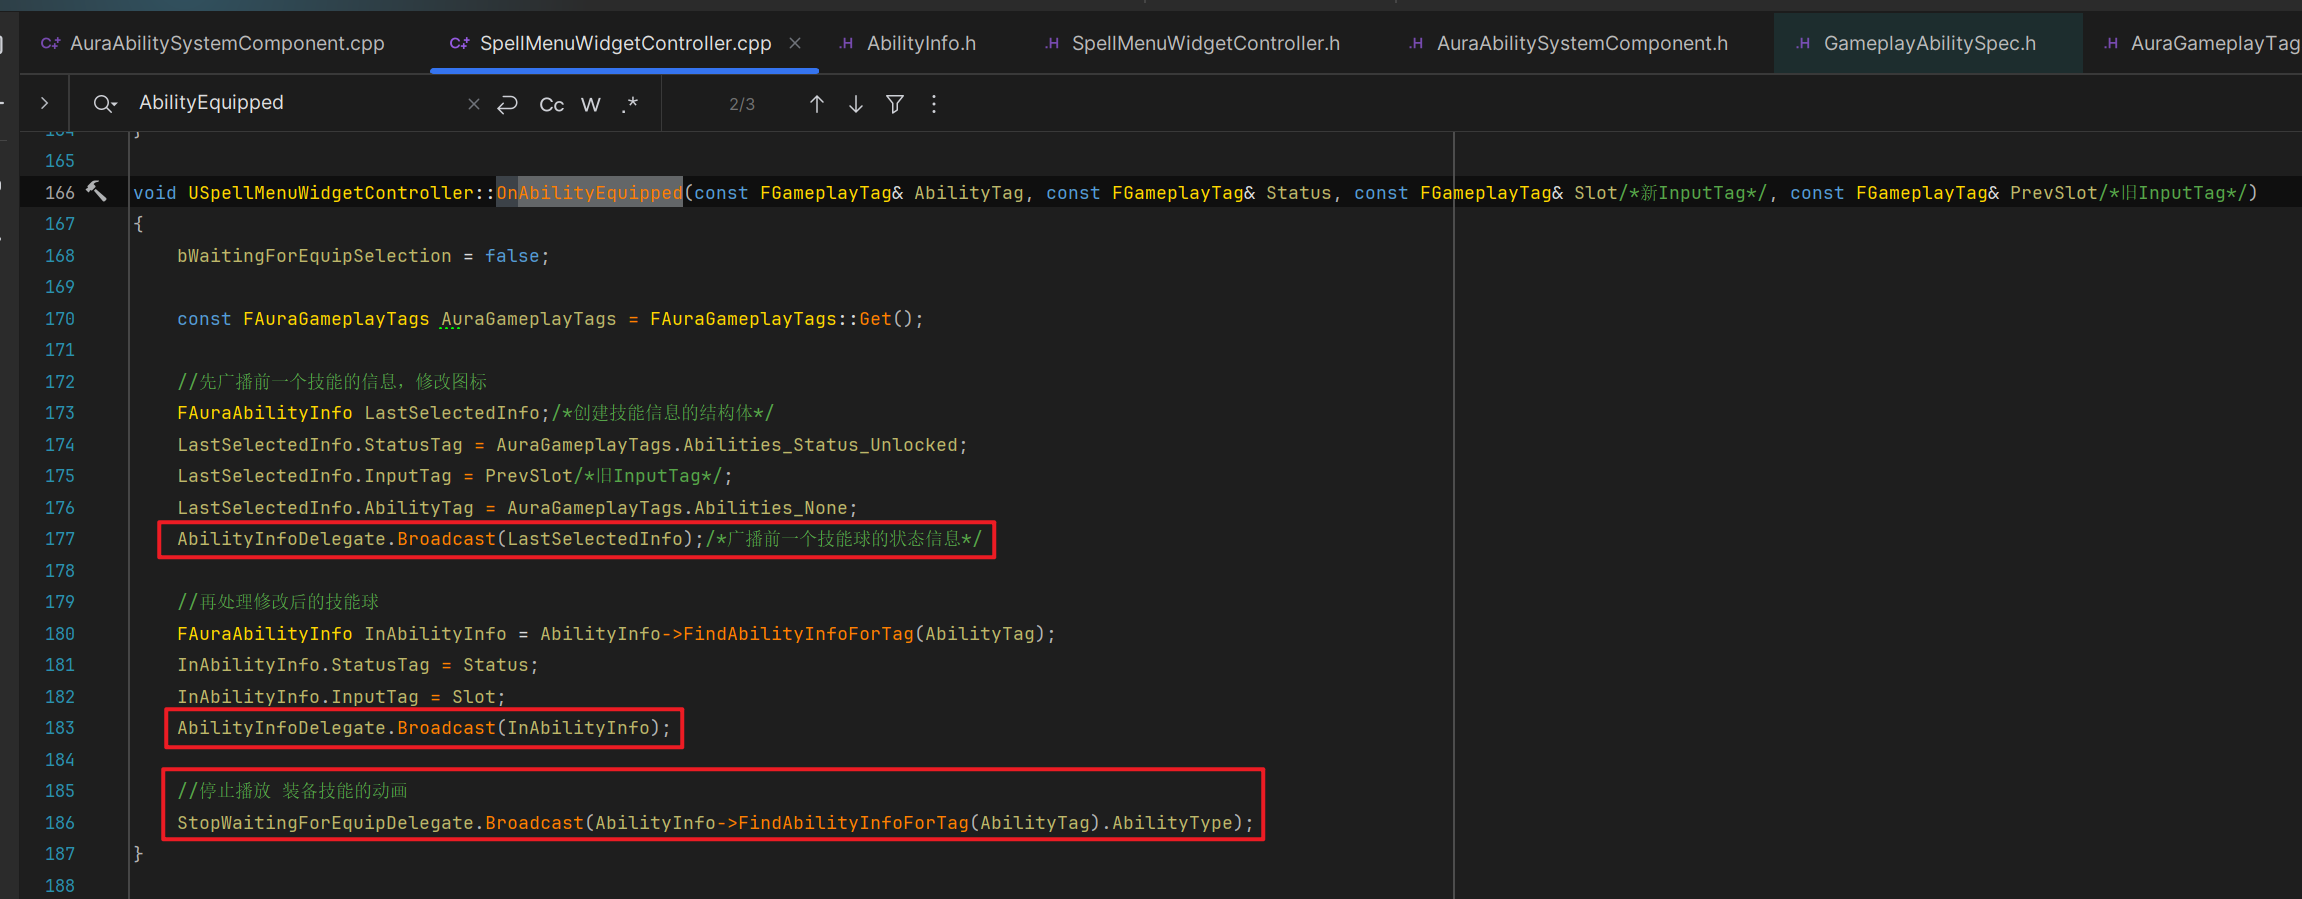 AuraAbilitySystemComponent.cpp SpellMenuWidgetController.cpp AbilityInfo.h SpellMenuWidgetController.h AuraAbilitySystemComponent.h GameplayAbilitySpec.h AuraGameplayTag
AbilityEquipped Cc W .* 2/3
164 }
165
166 void USpellMenuWidgetController::OnAbilityEquipped(const FGameplayTag& AbilityTag, const FGameplayTag& Status, const FGameplayTag& Slot/*新InputTag*/, const FGameplayTag& PrevSlot/*旧InputTag*/)
167 {
168 bWaitingForEquipSelection = false;
169
170 const FAuraGameplayTags AuraGameplayTags = FAuraGameplayTags::Get();
171
172 //先广播前一个技能的信息，修改图标
173 FAuraAbilityInfo LastSelectedInfo;/*创建技能信息的结构体*/
174 LastSelectedInfo.StatusTag = AuraGameplayTags.Abilities_Status_Unlocked;
175 LastSelectedInfo.InputTag = PrevSlot/*旧InputTag*/;
176 LastSelectedInfo.AbilityTag = AuraGameplayTags.Abilities_None;
177 AbilityInfoDelegate.Broadcast(LastSelectedInfo);/*广播前一个技能球的状态信息*/
178
179 //再处理修改后的技能球
180 FAuraAbilityInfo InAbilityInfo = AbilityInfo->FindAbilityInfoForTag(AbilityTag);
181 InAbilityInfo.StatusTag = Status;
182 InAbilityInfo.InputTag = Slot;
183 AbilityInfoDelegate.Broadcast(InAbilityInfo);
184
185 //停止播放 装备技能的动画
186 StopWaitingForEquipDelegate.Broadcast(AbilityInfo->FindAbilityInfoForTag(AbilityTag).AbilityType);
187 }
188